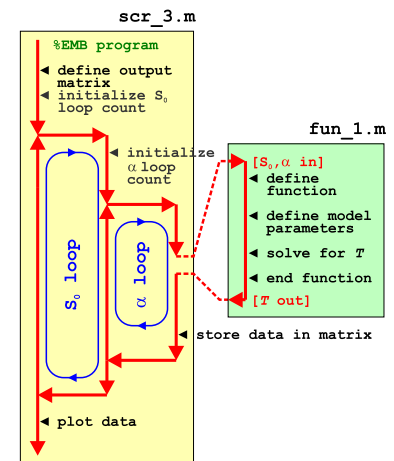 scr_3.m
%EMB program
◄ define output
matrix
◄ initialize S₀
loop count
◄ initialize
α loop
count
S₀ loop
α loop
◄ store data in matrix
◄ plot data
fun_1.m
[S₀,α in]
◄ define
function
◄ define model
parameters
◄ solve for T
◄ end function
[T out]